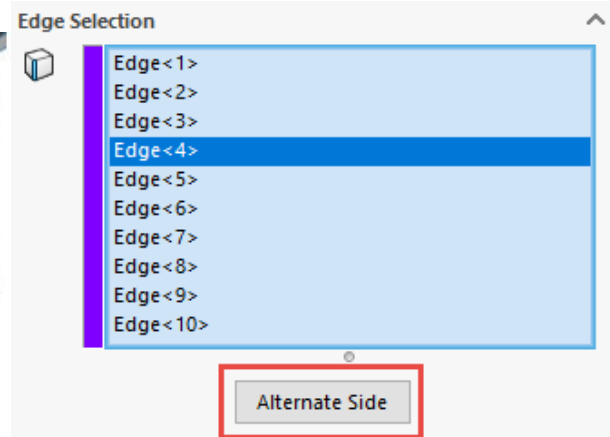 Edge Selection
Edge<1>
Edge<2>
Edge<3>
Edge<4>
Edge<5>
Edge<6>
Edge<7>
Edge<8>
Edge<9>
Edge<10>
Alternate Side